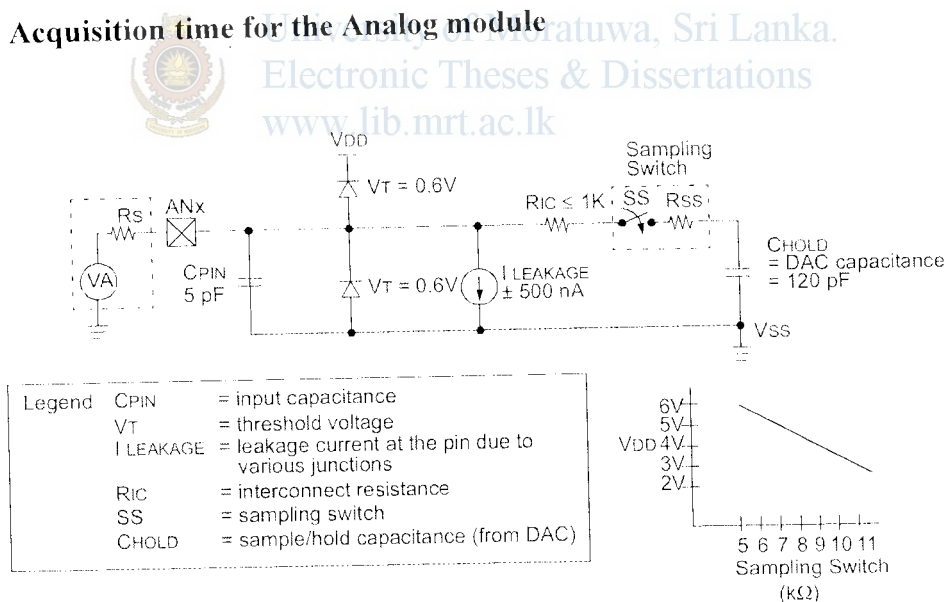 Acquisition time for the Analog module
University of Moratuwa, Sri Lanka.
Electronic Theses & Dissertations
www.lib.mrt.ac.lk
VDD
Sampling
Switch
VT = 0.6V
RIC ≤ 1K
SS
RSS
RS
ANx
CHOLD
= DAC capacitance
= 120 pF
VA
CPIN
5 pF
VT = 0.6V
I LEAKAGE
± 500 nA
VSS
Legend CPIN = input capacitance
VT = threshold voltage
I LEAKAGE = leakage current at the pin due to
various junctions
RIC = interconnect resistance
SS = sampling switch
CHOLD = sample/hold capacitance (from DAC)
6V
5V
VDD 4V
3V
2V
5 6 7 8 9 10 11
Sampling Switch
(kΩ)